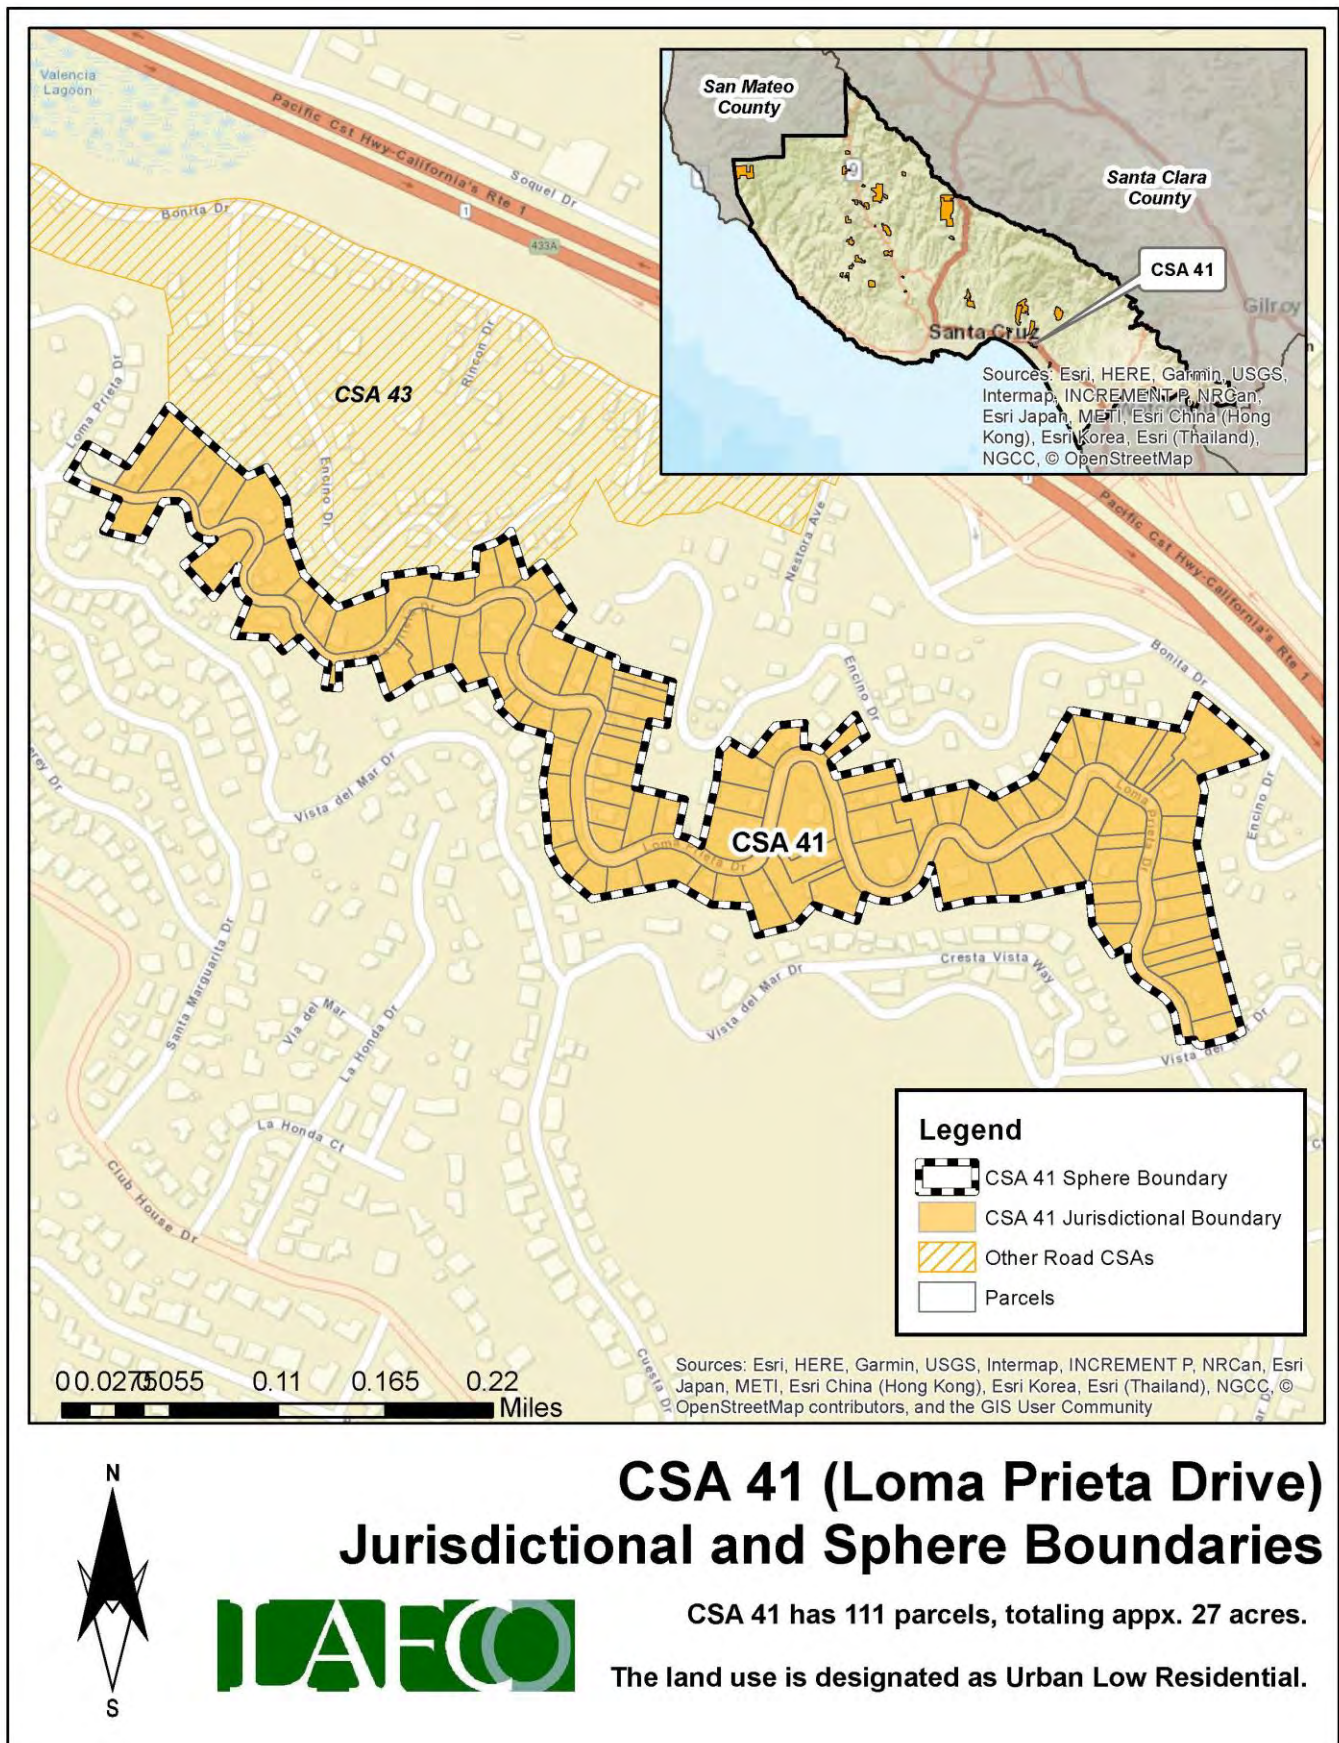 Valencia
Lagoon
Pacific Cst Hwy-California's Rte 1
Soquel Dr
1
433A
Bonita Dr
Rincon Dr
Loma Prieta Dr
CSA 43
Encino Dr
San Mateo
County
9
Santa Clara
County
CSA 41
Gilroy
Santa Cruz
Sources: Esri, HERE, Garmin, USGS,
Intermap, INCREMENT P, NRCan,
Esri Japan, METI, Esri China (Hong
Kong), Esri Korea, Esri (Thailand),
NGCC, © OpenStreetMap
Pacific Cst Hwy-California's Rte 1
Nestora Ave
Bonita Dr
Encino Dr
Encino Dr
Vista del Mar Dr
Loma Prieta Dr
CSA 41
Loma Prieta Dr
Cresta Vista Way
Vista del Mar Dr
Vista del
Dr
Santa Marguarita Dr
Via del Mar
La Honda Dr
La Honda Ct
Club House Dr
Cuesta Dr
Legend
CSA 41 Sphere Boundary
CSA 41 Jurisdictional Boundary
Other Road CSAs
Parcels
Sources: Esri, HERE, Garmin, USGS, Intermap, INCREMENT P, NRCan, Esri
Japan, METI, Esri China (Hong Kong), Esri Korea, Esri (Thailand), NGCC, ©
OpenStreetMap contributors, and the GIS User Community
0 0.0275 0.055 0.11 0.165 0.22
Miles
N
S
CSA 41 (Loma Prieta Drive)
Jurisdictional and Sphere Boundaries
LAFCO
CSA 41 has 111 parcels, totaling appx. 27 acres.
The land use is designated as Urban Low Residential.